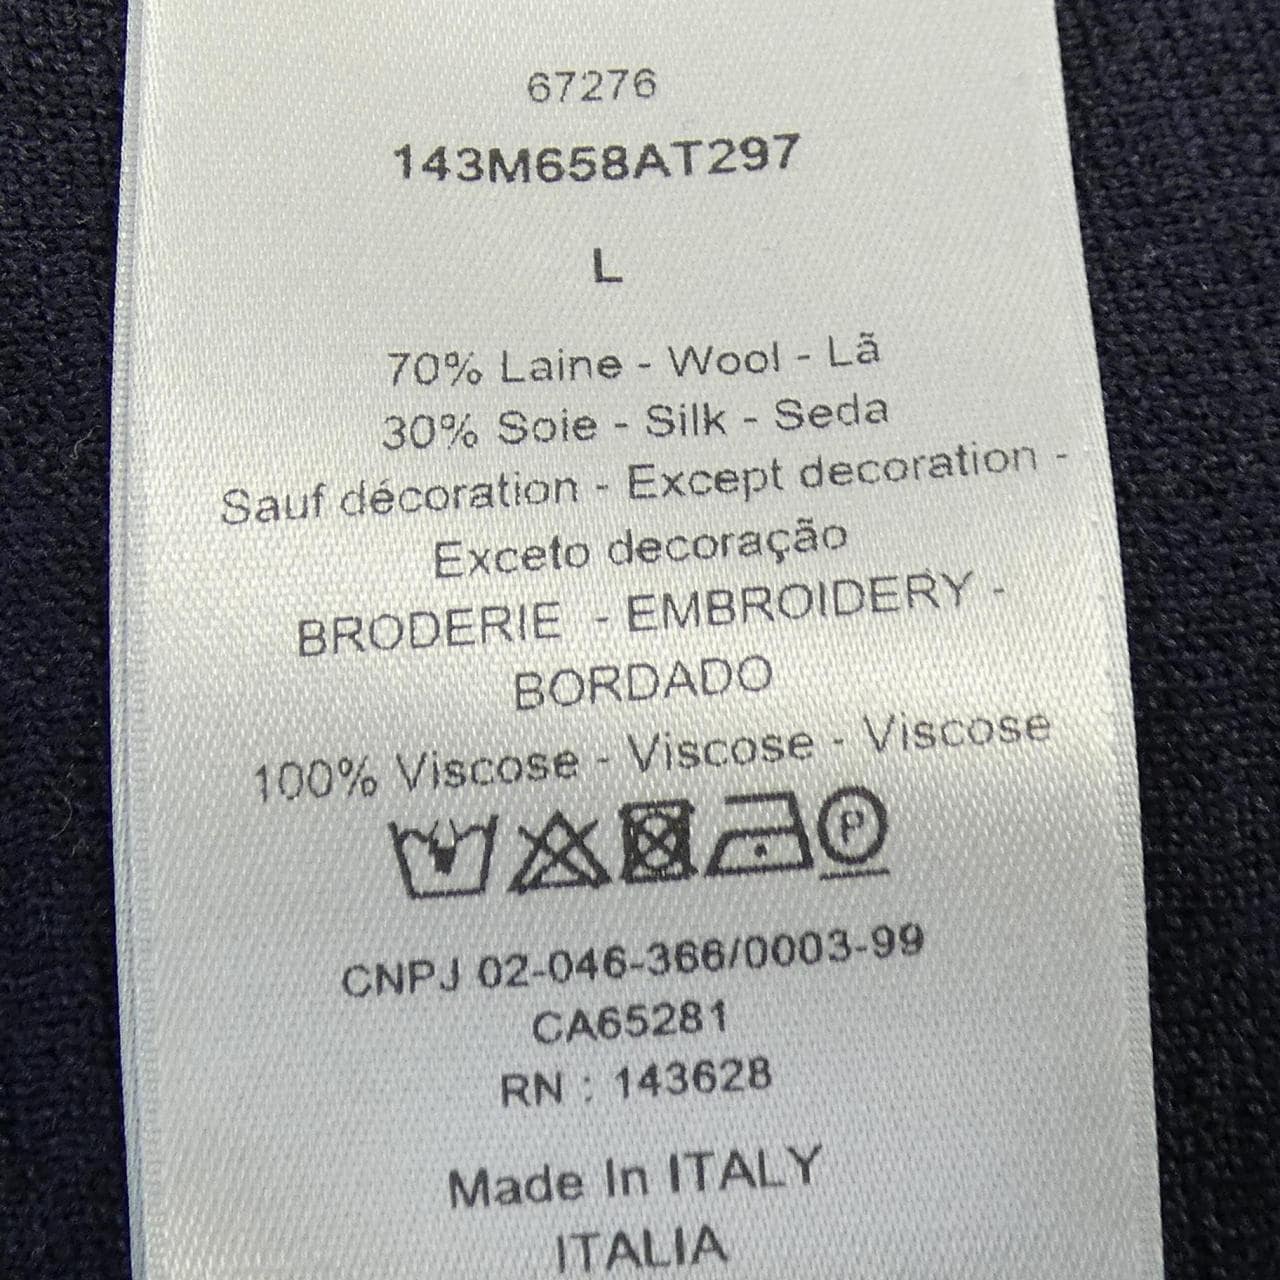 67276
143M658AT297
L
70% Laine - Wool - Lã
30% Soie - Silk - Seda
Sauf décoration - Except decoration -
Exceto decoração
BRODERIE - EMBROIDERY -
BORDADO
100% Viscose - Viscose - Viscose
P
CNPJ 02-046-366/0003-99
CA65281
RN : 143628
Made In ITALY
ITALIA